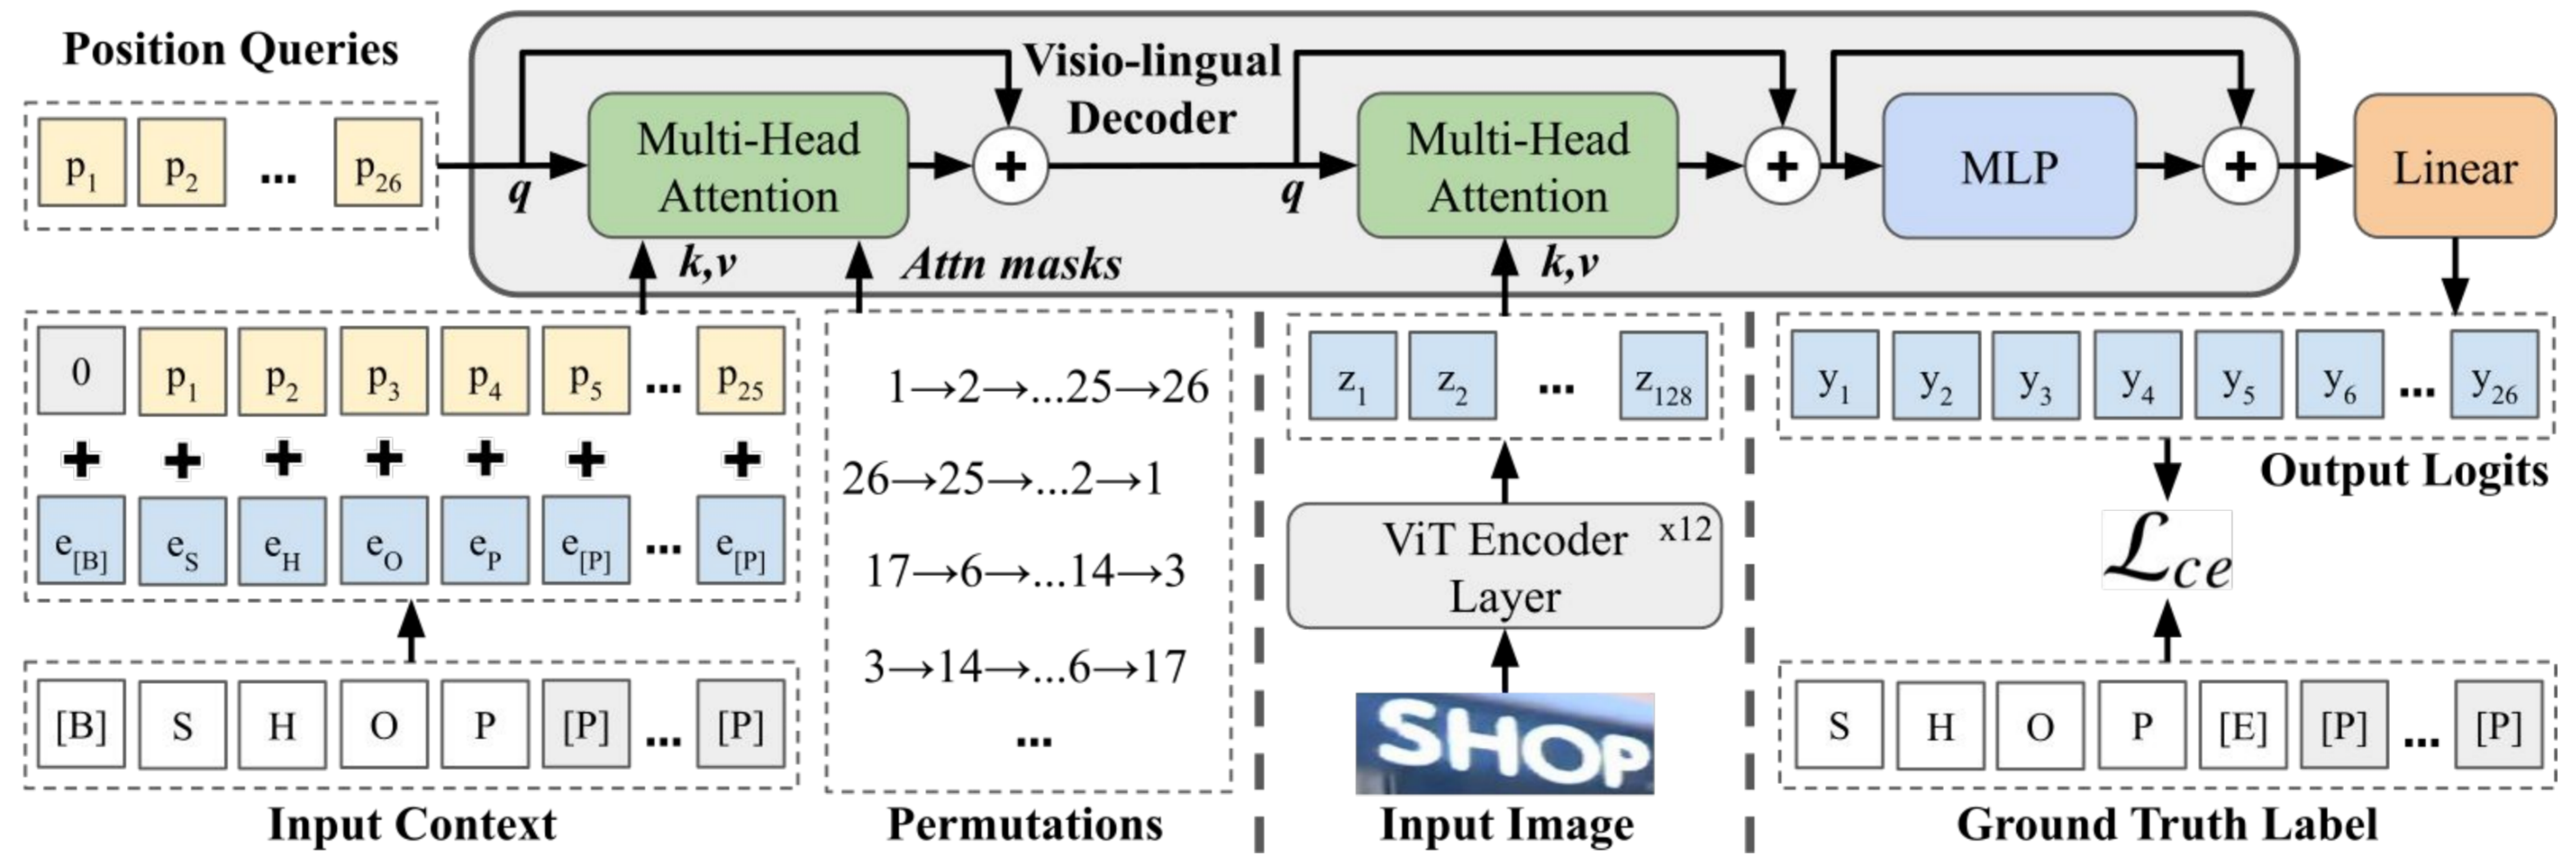 Position Queries
p1 p2 ... p26
q
Multi-Head
Attention
k,v
Attn masks
Visio-lingual
Decoder
q
Multi-Head
Attention
k,v
MLP
Linear
0 p1 p2 p3 p4 p5 ... p25
+ + + + + + +
e[B] eS eH eO eP e[P] ... e[P]
[B] S H O P [P] ... [P]
Input Context
1→2→...25→26
26→25→...2→1
17→6→...14→3
3→14→...6→17
...
Permutations
z1 z2 ... z128
ViT Encoder x12
Layer
SHOP
Input Image
y1 y2 y3 y4 y5 y6 ... y26
Output Logits
ℒce
S H O P [E] [P] ... [P]
Ground Truth Label